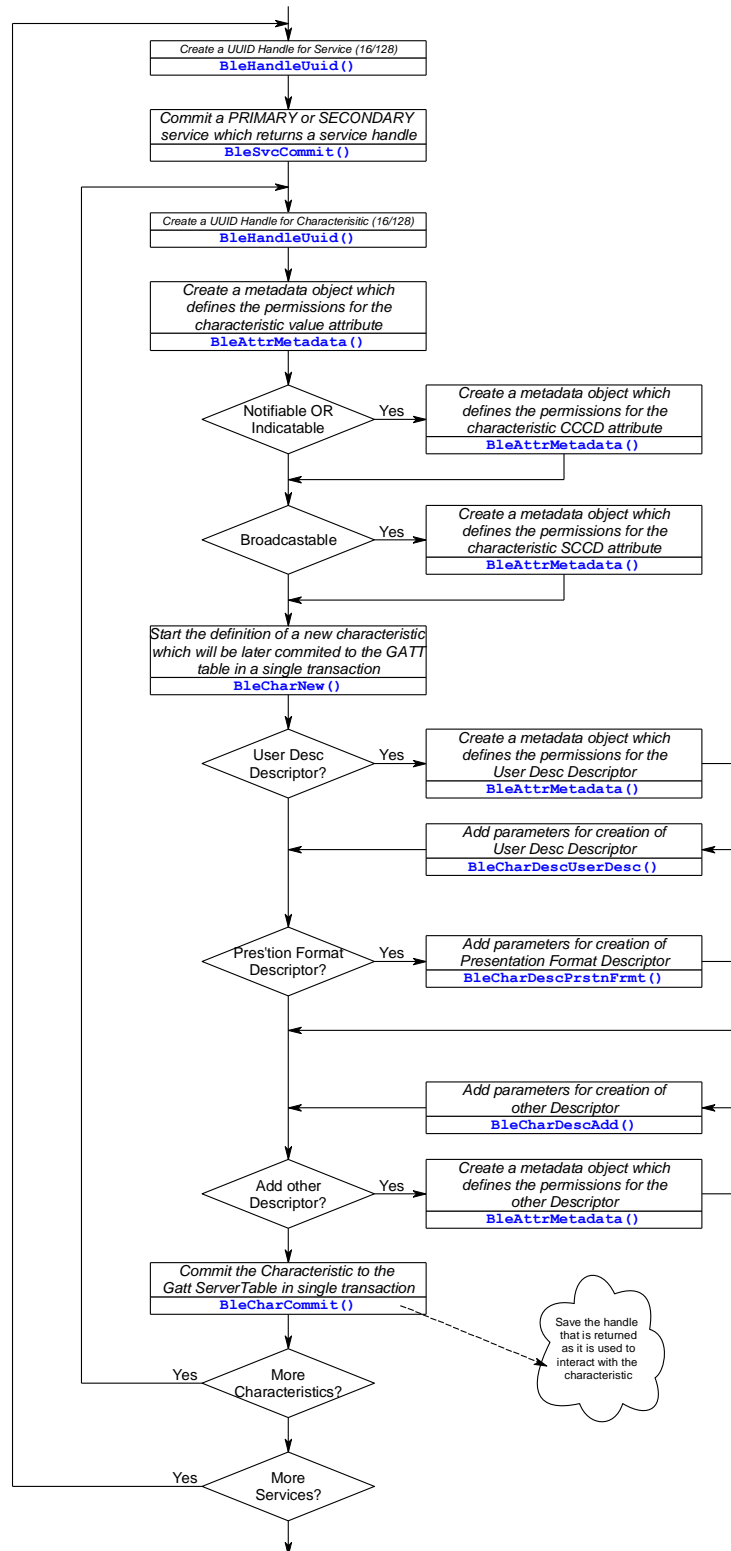 Create a UUID Handle for Service (16/128)
BleHandleUuid()
Commit a PRIMARY or SECONDARY
service which returns a service handle
BleSvcCommit()
Create a UUID Handle for Characterisitic (16/128)
BleHandleUuid()
Create a metadata object which
defines the permissions for the
characteristic value attribute
BleAttrMetadata()
Notifiable OR
Indicatable
Yes
Create a metadata object which
defines the permissions for the
characteristic CCCD attribute
BleAttrMetadata()
Broadcastable
Yes
Create a metadata object which
defines the permissions for the
characteristic SCCD attribute
BleAttrMetadata()
Start the definition of a new characteristic
which will be later commited to the GATT
table in a single transaction
BleCharNew()
User Desc
Descriptor?
Yes
Create a metadata object which
defines the permissions for the
User Desc Descriptor
BleAttrMetadata()
Add parameters for creation of
User Desc Descriptor
BleCharDescUserDesc()
Pres'tion Format
Descriptor?
Yes
Add parameters for creation of
Presentation Format Descriptor
BleCharDescPrstnFrmt()
Add parameters for creation of
other Descriptor
BleCharDescAdd()
Add other
Descriptor?
Yes
Create a metadata object which
defines the permissions for the
other Descriptor
BleAttrMetadata()
Commit the Characteristic to the
Gatt ServerTable in single transaction
BleCharCommit()
Save the handle
that is returned
as it is used to
interact with the
characteristic
Yes
More
Characteristics?
Yes
More
Services?